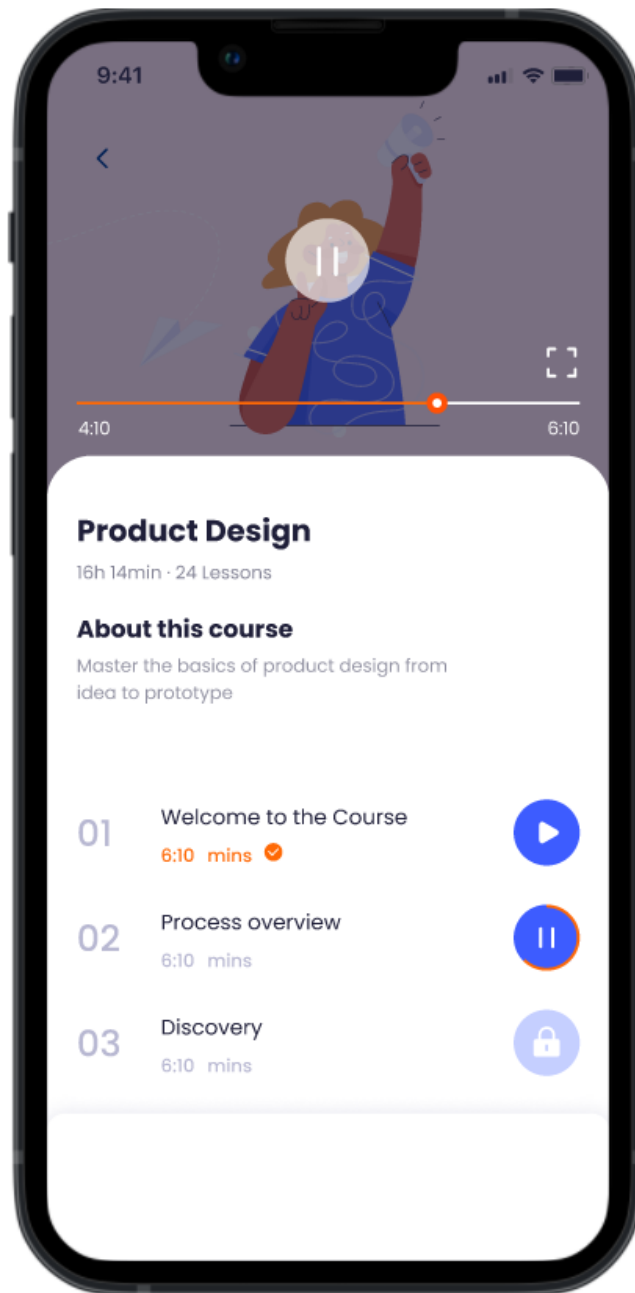 9:41
4:10
6:10
Product Design
16h 14min · 24 Lessons
About this course
Master the basics of product design from
idea to prototype
01
Welcome to the Course
6:10 mins
02
Process overview
6:10 mins
03
Discovery
6:10 mins